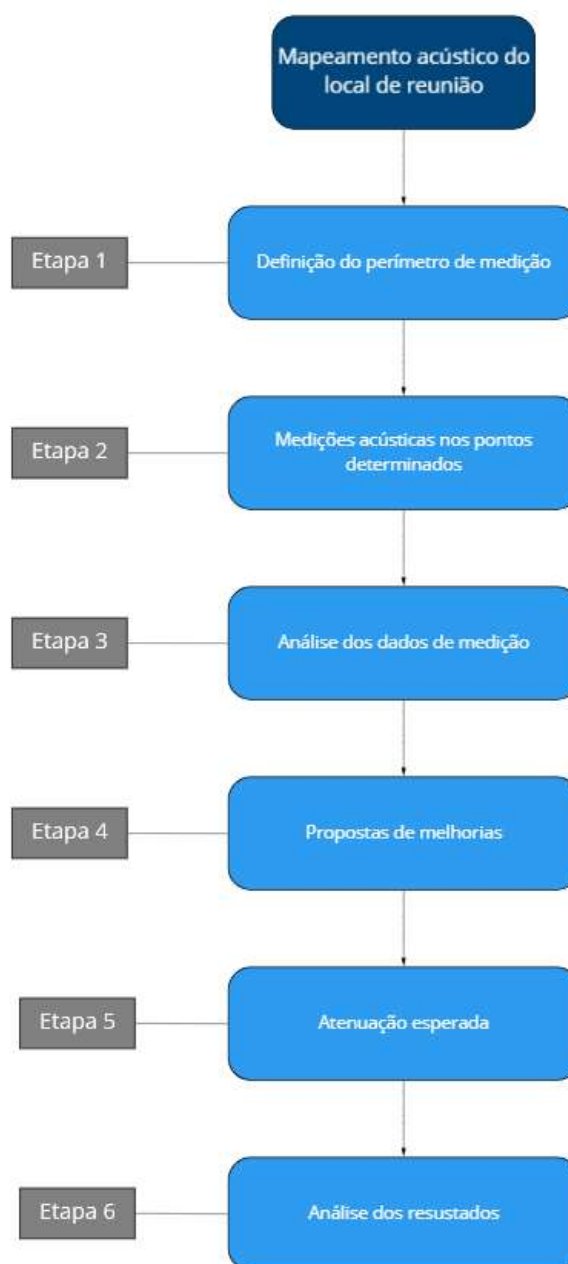 Mapeamento acústico do
local de reunião
Etapa 1
Definição do perímetro de medição
Etapa 2
Medições acústicas nos pontos
determinados
Etapa 3
Análise dos dados de medição
Etapa 4
Propostas de melhorias
Etapa 5
Atenuação esperada
Etapa 6
Análise dos resustados